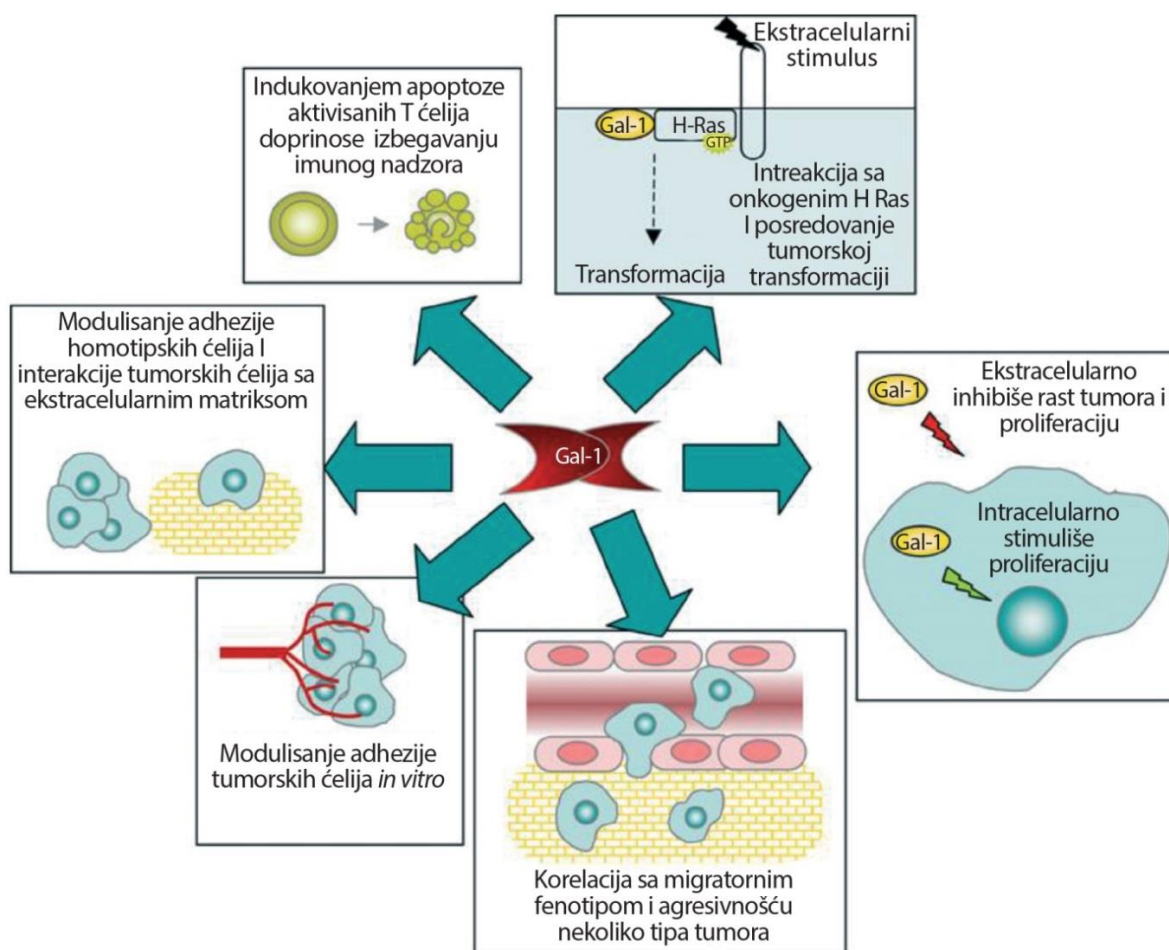 Ekstracelularni
stimulus
Gal-1
H-Ras
GTP
Intreakcija sa
onkogenim H Ras
I posredovanje
tumorskoj
transformaciji
Transformacija
Indukovanjem apoptoze
aktivisanih T ćelija
doprinose izbegavanju
imunog nadzora
Modulisanje adhezije
homotipskih ćelija I
interakcije tumorskih ćelija sa
ekstracelularnim matriksom
Gal-1
Gal-1
Ekstracelularno
inhibiše rast tumora i
proliferaciju
Gal-1
Intracelularno
stimuliše
proliferaciju
Modulisanje adhezije
tumorskih ćelija in vitro
Korelacija sa migratornim
fenotipom i agresivnošću
nekoliko tipa tumora